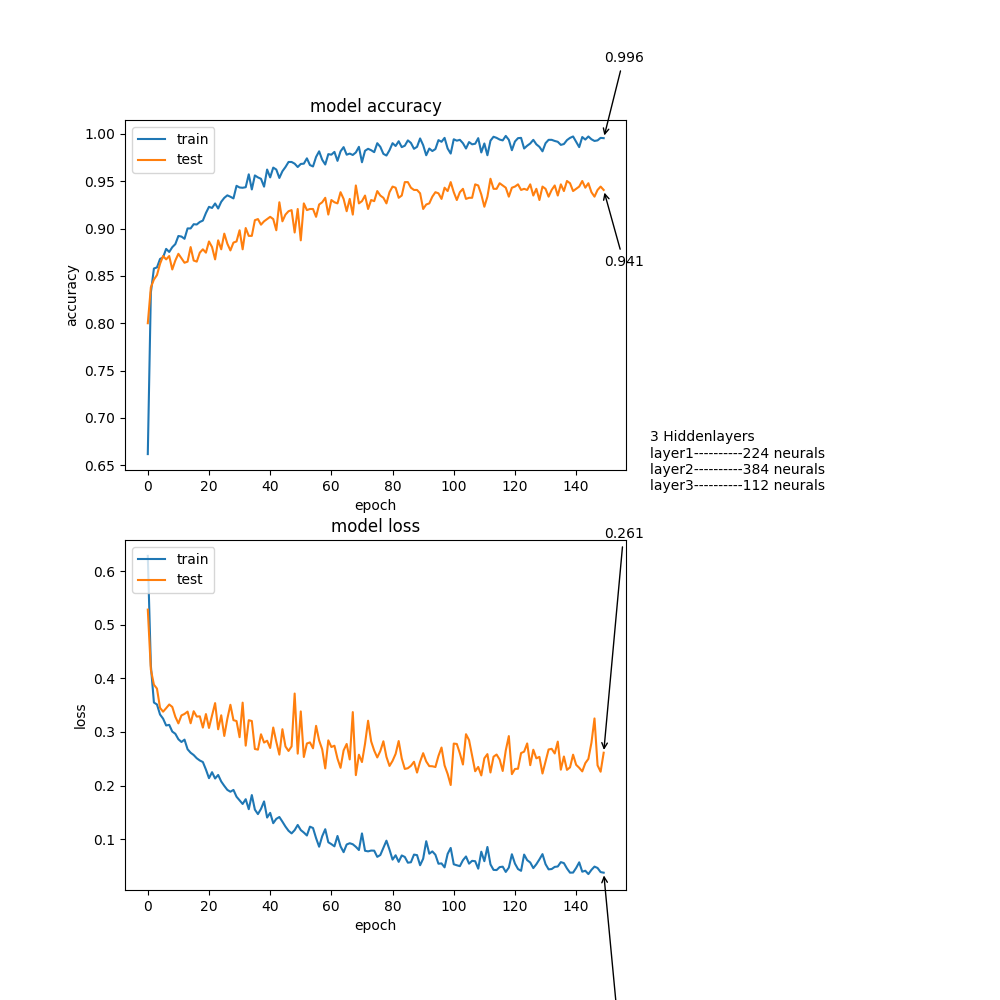 0.996
model accuracy
1.00
0.95
0.90
0.85
0.80
0.75
0.70
0.65
accuracy
train
test
0.941
0 20 40 60 80 100 120 140
epoch
3 Hiddenlayers
layer1----------224 neurals
layer2----------384 neurals
layer3----------112 neurals
model loss
0.261
0.6
0.5
0.4
0.3
0.2
0.1
loss
train
test
0 20 40 60 80 100 120 140
epoch